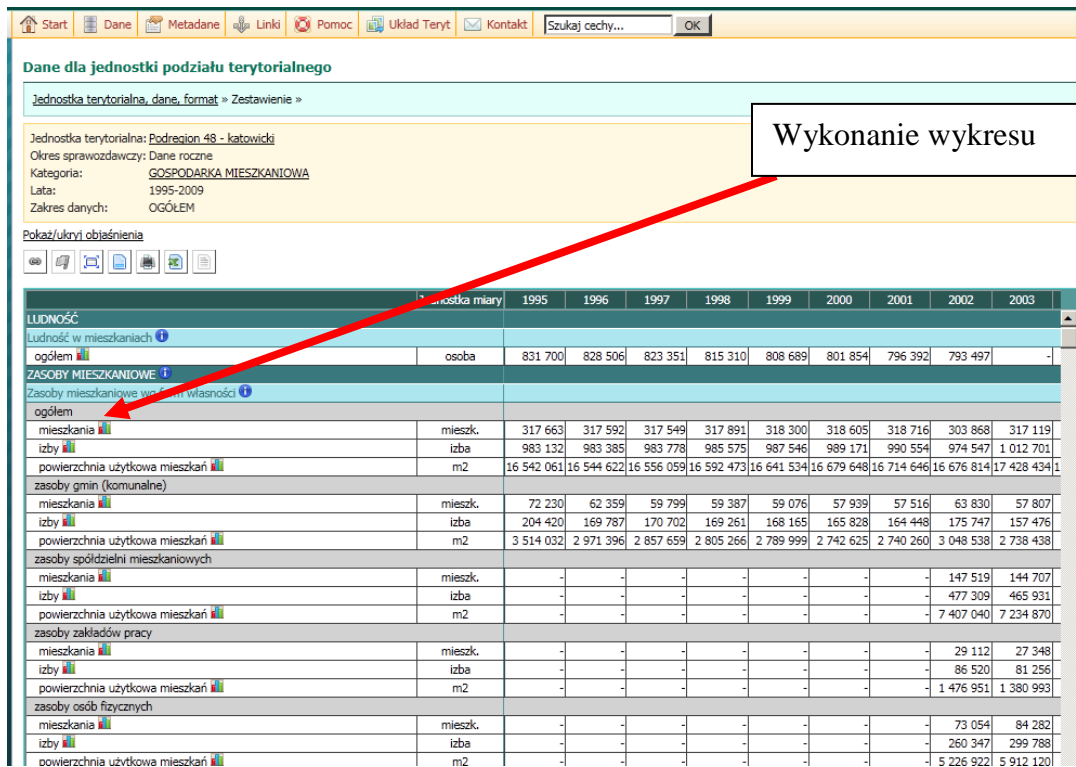 Start Dane Metadane Linki Pomoc Układ Teryt Kontakt Szukaj cechy... OK
Dane dla jednostki podziału terytorialnego
Jednostka terytorialna, dane, format » Zestawienie »
Wykonanie wykresu
Jednostka terytorialna: Podregion 48 - katowicki
Okres sprawozdawczy: Dane roczne
Kategoria: GOSPODARKA MIESZKANIOWA
Lata: 1995-2009
Zakres danych: OGÓŁEM
Pokaż/ukryj objaśnienia
Jednostka miary 1995 1996 1997 1998 1999 2000 2001 2002 2003
LUDNOŚĆ
Ludność w mieszkaniach
ogółem osoba 831 700 828 506 823 351 815 310 808 689 801 854 796 392 793 497 -
ZASOBY MIESZKANIOWE
Zasoby mieszkaniowe wg form własności
ogółem
mieszkania mieszk. 317 663 317 592 317 549 317 891 318 300 318 605 318 716 303 868 317 119
izby izba 983 132 983 385 983 778 985 575 987 546 989 171 990 554 974 547 1 012 701
powierzchnia użytkowa mieszkań m2 16 542 061 16 544 622 16 556 059 16 592 473 16 641 534 16 679 648 16 714 646 16 676 814 17 428 434 1
zasoby gmin (komunalne)
mieszkania mieszk. 72 230 62 359 59 799 59 387 59 076 57 939 57 516 63 830 57 807
izby izba 204 420 169 787 170 702 169 261 168 165 165 828 164 448 175 747 157 476
powierzchnia użytkowa mieszkań m2 3 514 032 2 971 396 2 857 659 2 805 266 2 789 999 2 742 625 2 740 260 3 048 538 2 738 438
zasoby spółdzielni mieszkaniowych
mieszkania mieszk. - - - - - - - 147 519 144 707
izby izba - - - - - - - 477 309 465 931
powierzchnia użytkowa mieszkań m2 - - - - - - - 7 407 040 7 234 870
zasoby zakładów pracy
mieszkania mieszk. - - - - - - - 29 112 27 348
izby izba - - - - - - - 86 520 81 256
powierzchnia użytkowa mieszkań m2 - - - - - - - 1 476 951 1 380 993
zasoby osób fizycznych
mieszkania mieszk. - - - - - - - 73 054 84 282
izby izba - - - - - - - 260 347 299 788
powierzchnia użytkowa mieszkań m2 - - - - - - - 5 226 922 5 912 120